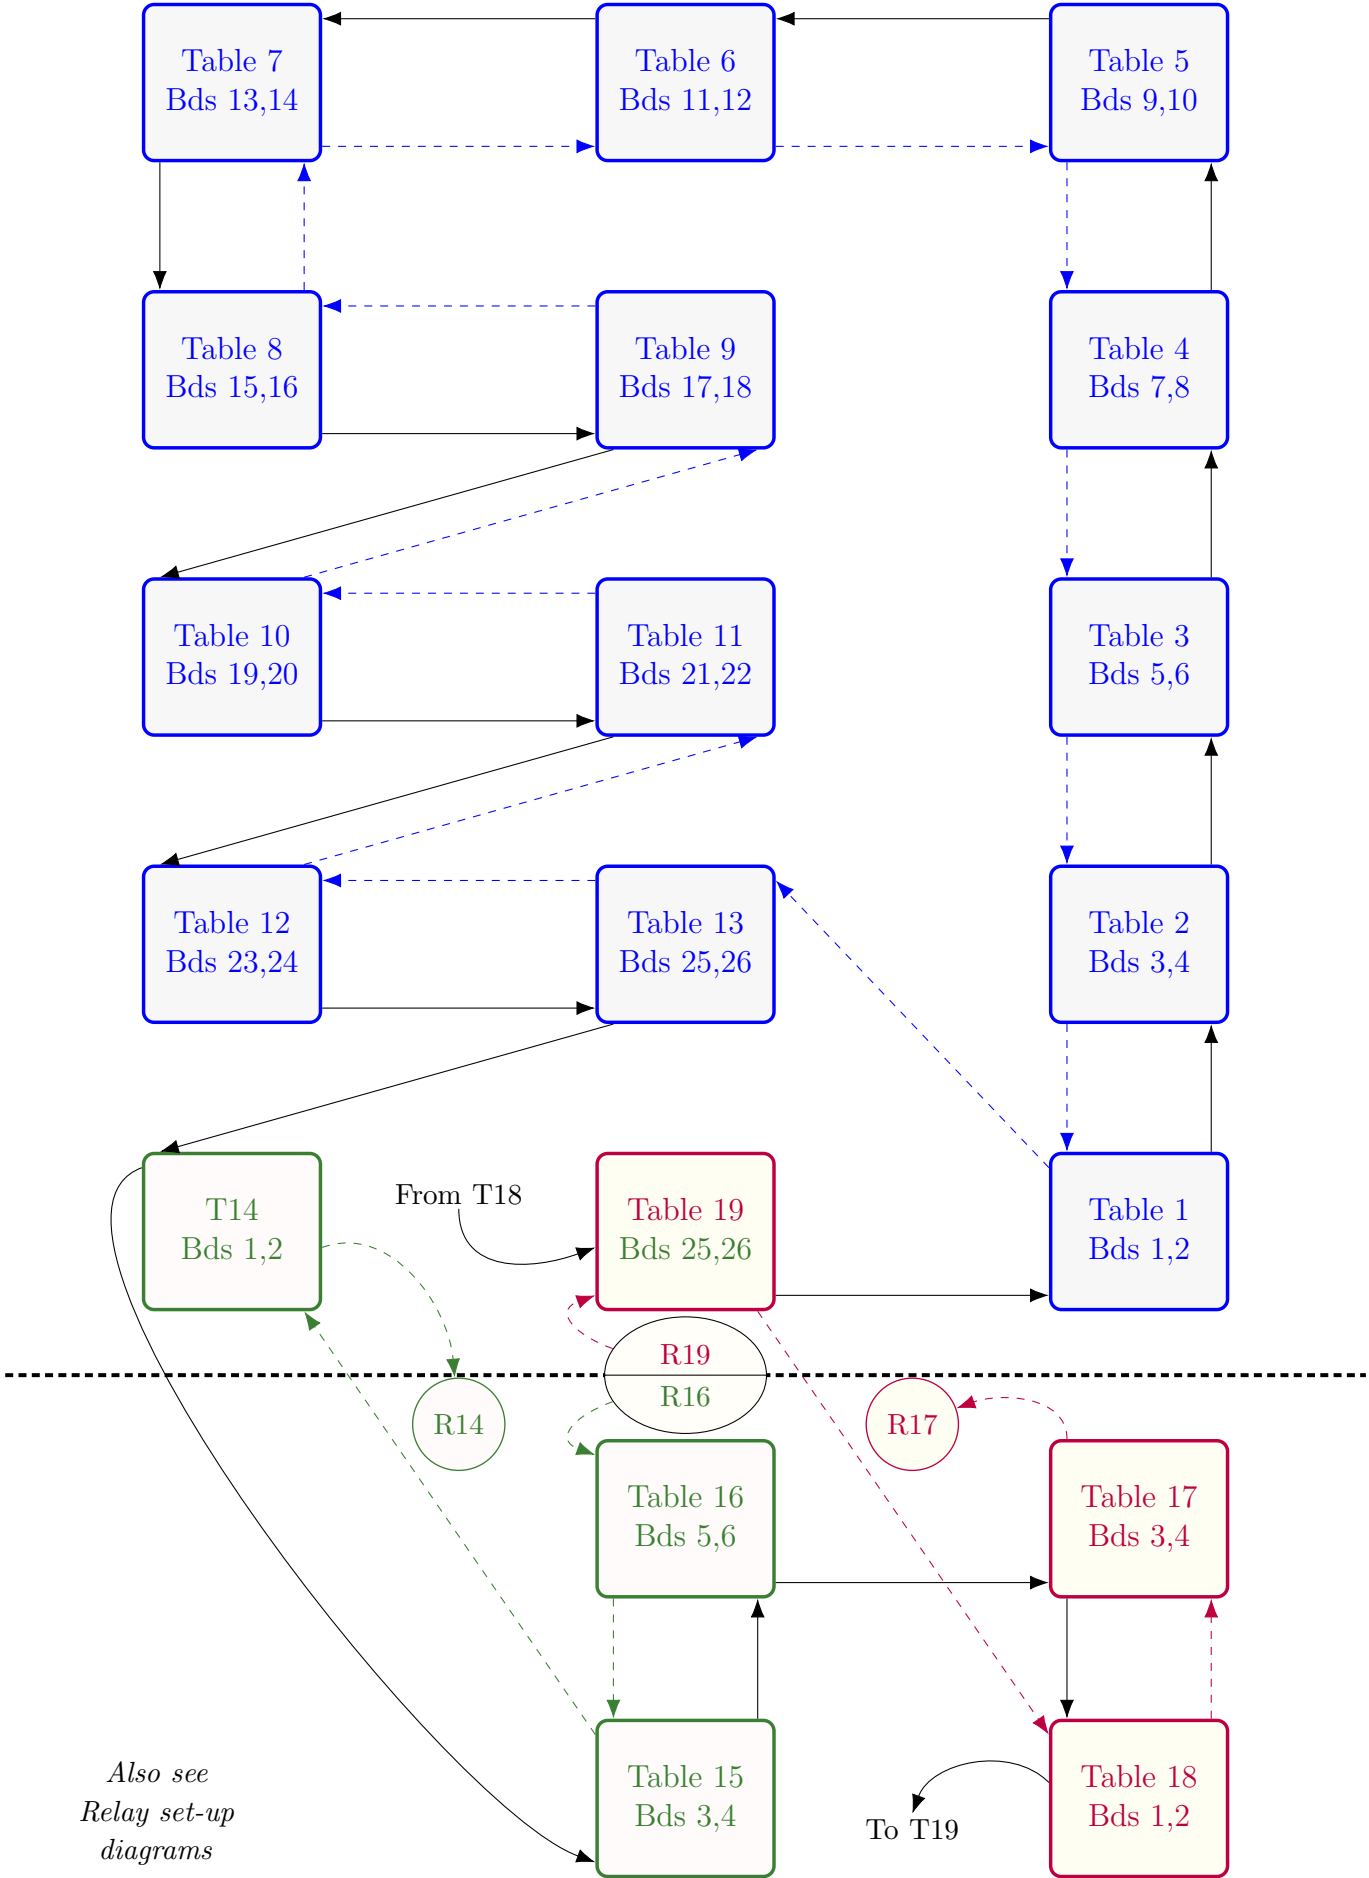 Table 7
Bds 13,14
Table 6
Bds 11,12
Table 5
Bds 9,10
Table 8
Bds 15,16
Table 9
Bds 17,18
Table 4
Bds 7,8
Table 10
Bds 19,20
Table 11
Bds 21,22
Table 3
Bds 5,6
Table 12
Bds 23,24
Table 13
Bds 25,26
Table 2
Bds 3,4
T14
Bds 1,2
From T18
Table 19
Bds 25,26
Table 1
Bds 1,2
R19
R16
R14
R17
Table 16
Bds 5,6
Table 17
Bds 3,4
Also see
Relay set-up
diagrams
Table 15
Bds 3,4
To T19
Table 18
Bds 1,2